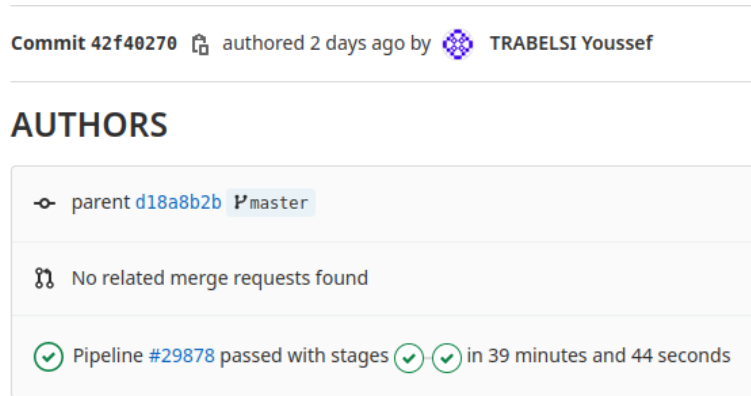 Commit 42f40270 authored 2 days ago by TRABELSI Youssef
AUTHORS
parent d18a8b2b master
No related merge requests found
Pipeline #29878 passed with stages in 39 minutes and 44 seconds